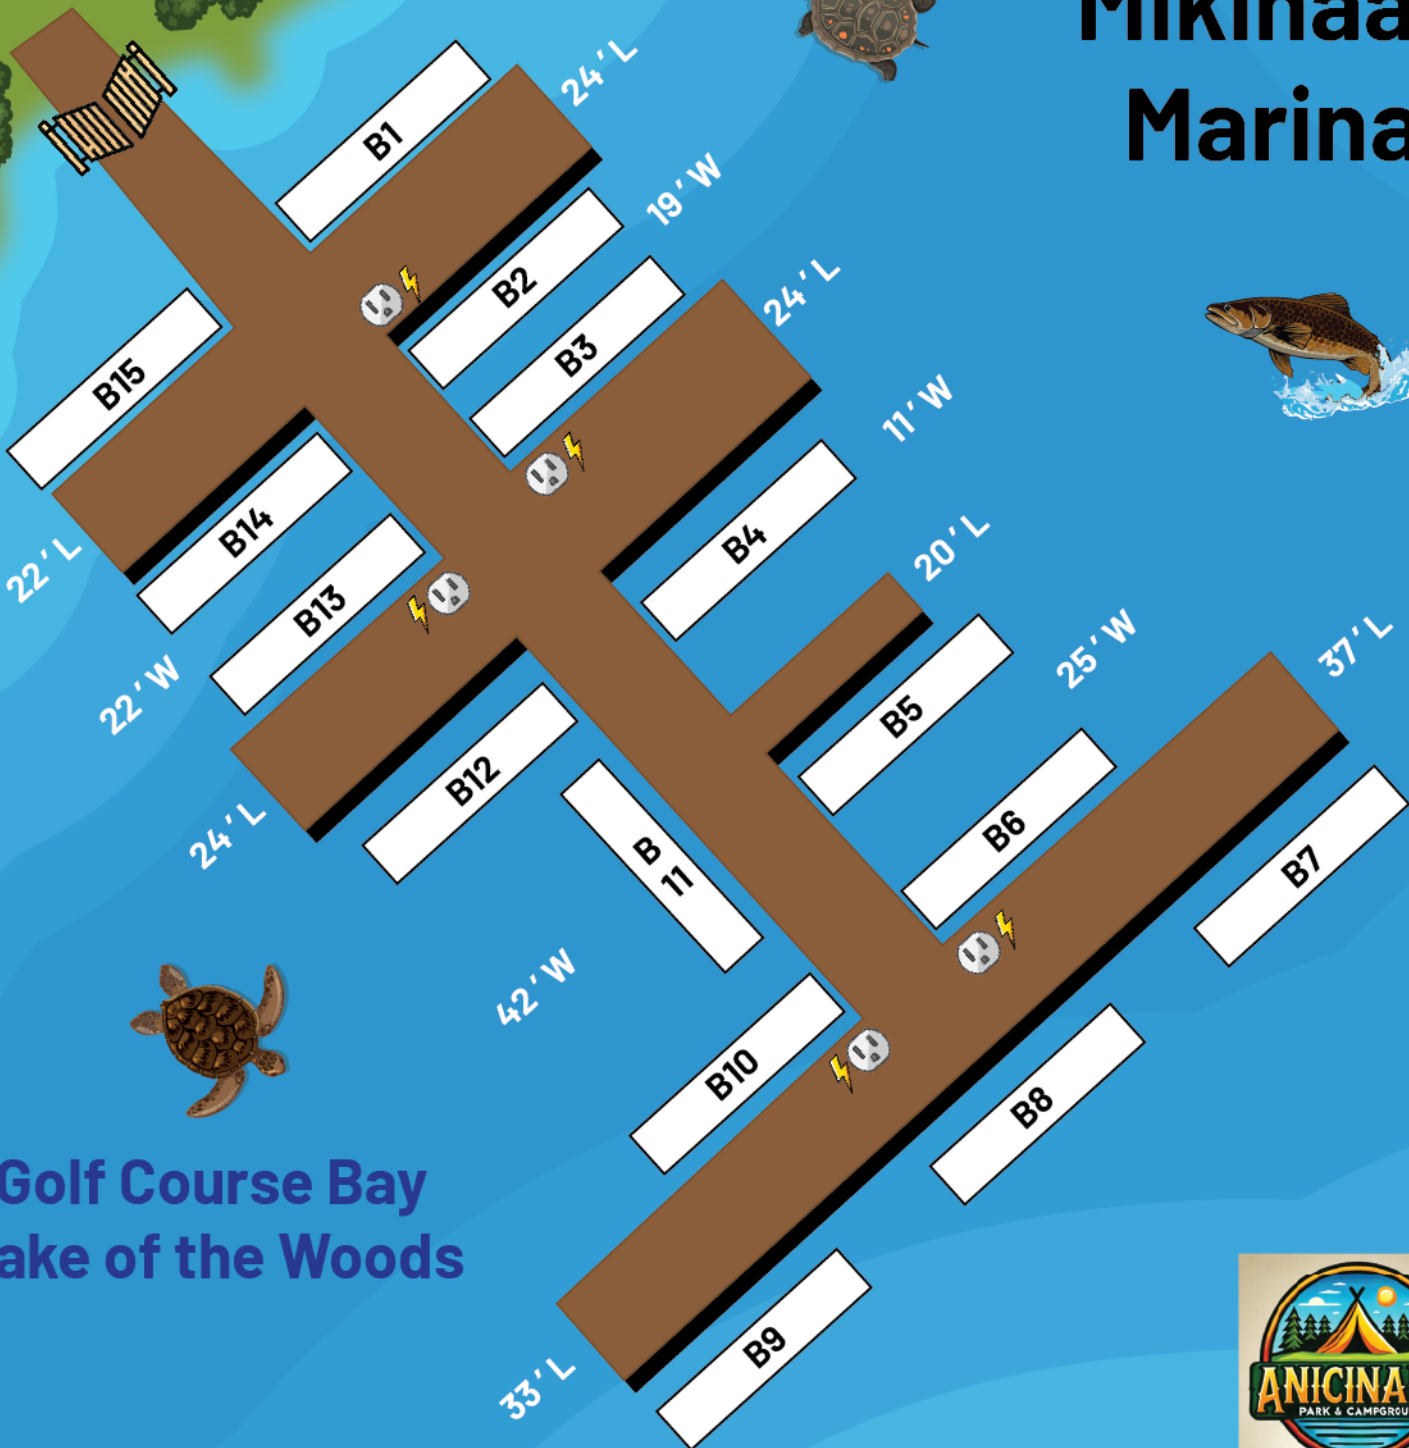 Mikinaa
Marina
B1
24' L
19' W
B2
B3
24' L
11' W
B4
20' L
B5
25' W
B6
37' L
B7
B8
B9
33' L
B10
42' W
B
11
B12
24' L
B13
22' W
B14
22' L
B15
Golf Course Bay
ake of the Woods
ANICINA
PARK & CAMPGROU